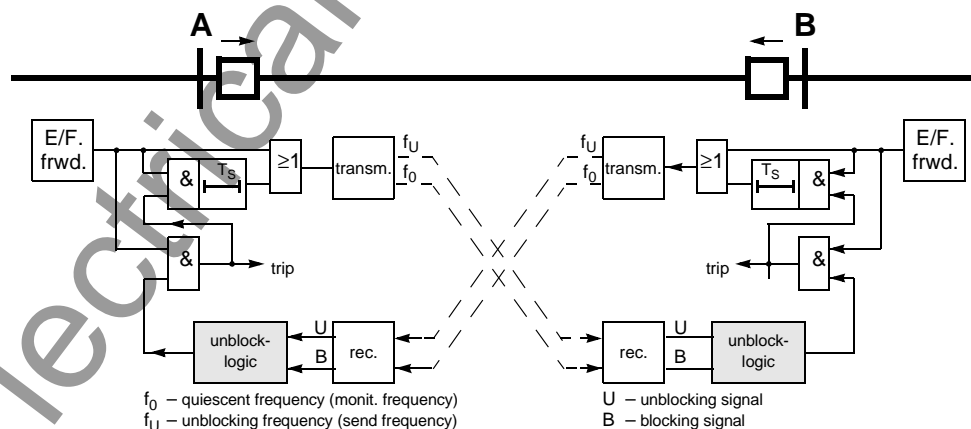 A
B
E/F.
frwd.
&
T_S
≥1
transm.
f_U
f_0
&
trip
unblock-
logic
U
B
rec.
f_U
f_0
transm.
≥1
T_S
&
E/F.
frwd.
trip
&
rec.
U
B
unblock-
logic
f_0 – quiescent frequency (monit. frequency)
f_U – unblocking frequency (send frequency)
U – unblocking signal
B – blocking signal
lectrical